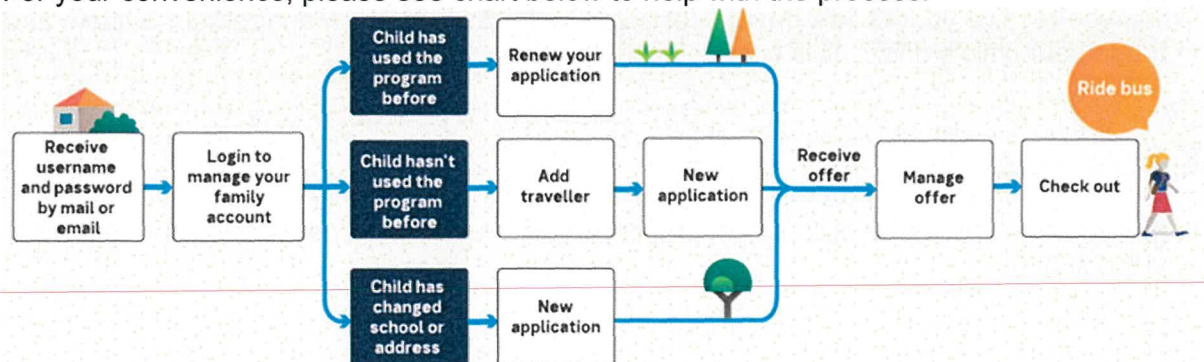 Child has
used the
program
before
Renew your
application
Ride bus
Receive
username
and password
by mail or
email
Login to
manage your
family
account
Child hasn't
used the
program
before
Add
traveller
New
application
Receive
offer
Manage
offer
Check out
Child has
changed
school or
address
New
application